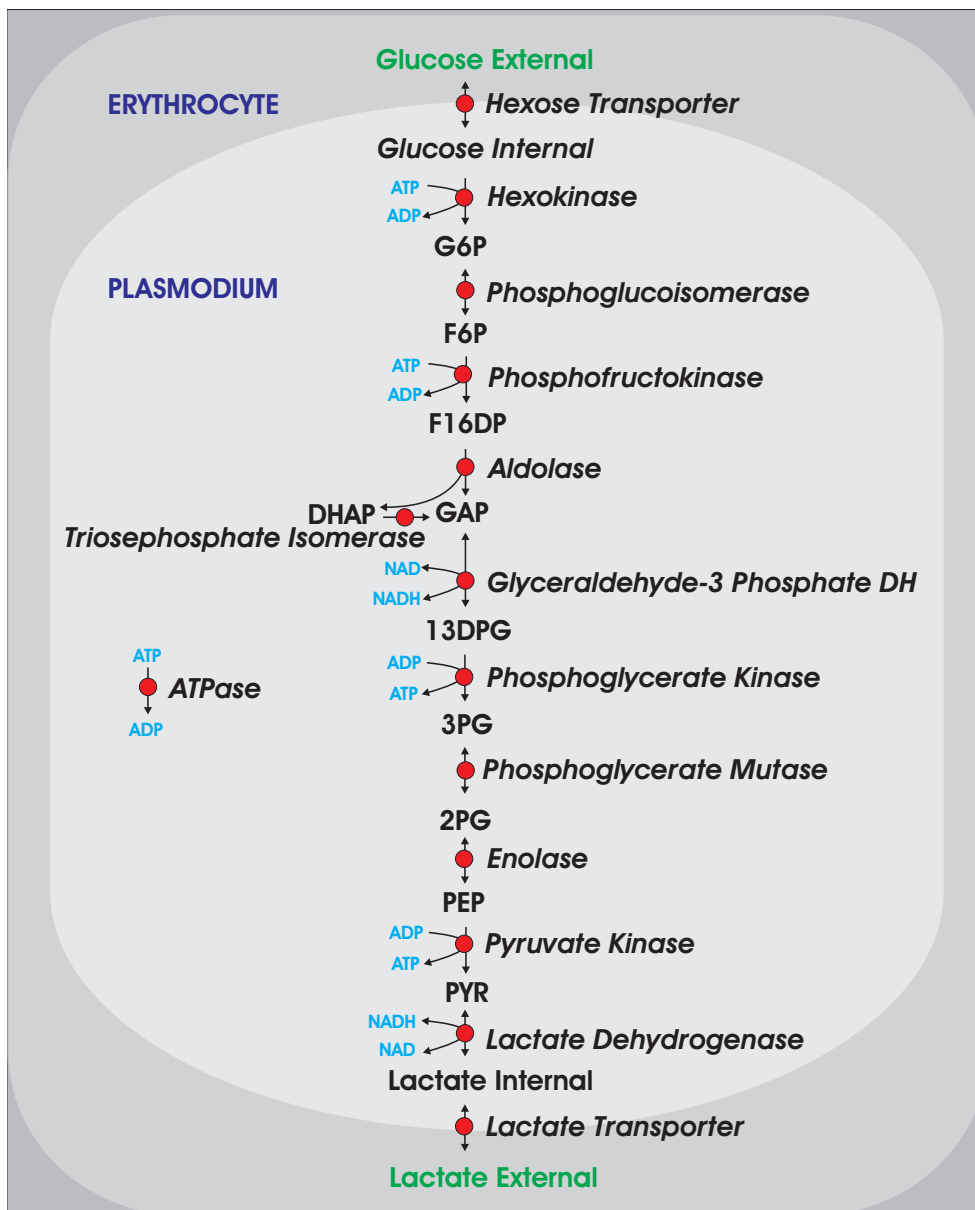 Glucose External
ERYTHROCYTE
Hexose Transporter
Glucose Internal
ATP
Hexokinase
ADP
G6P
PLASMODIUM
Phosphoglucoisomerase
F6P
ATP
Phosphofructokinase
ADP
F16DP
Aldolase
DHAP
GAP
Triosephosphate Isomerase
NAD
Glyceraldehyde-3 Phosphate DH
NADH
13DPG
ATP
ADP
ATPase
Phosphoglycerate Kinase
ATP
ADP
3PG
Phosphoglycerate Mutase
2PG
Enolase
PEP
ADP
Pyruvate Kinase
ATP
PYR
NADH
Lactate Dehydrogenase
NAD
Lactate Internal
Lactate Transporter
Lactate External